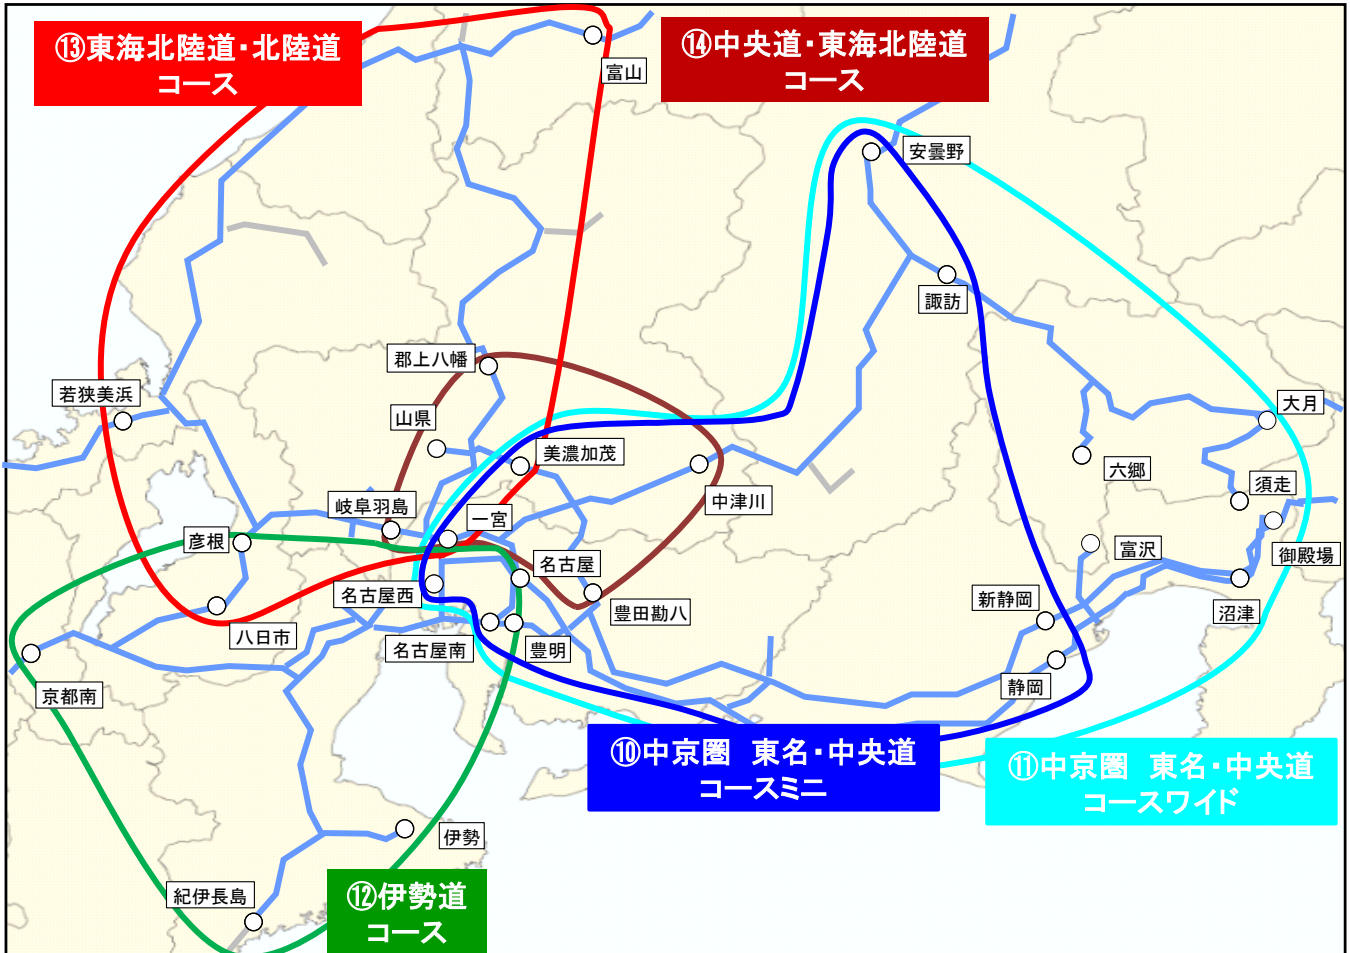 ⑬東海北陸道・北陸道
コース
⑭中央道・東海北陸道
コース
富山
安曇野
諏訪
郡上八幡
若狭美浜
山県
大月
美濃加茂
六郷
須走
中津川
岐阜羽島
一宮
彦根
富沢
御殿場
名古屋
名古屋西
豊田勘八
新静岡
沼津
八日市
名古屋南
豊明
京都南
静岡
⑩中京圏 東名・中央道
コースミニ
⑪中京圏 東名・中央道
コースワイド
伊勢
紀伊長島
⑫伊勢道
コース